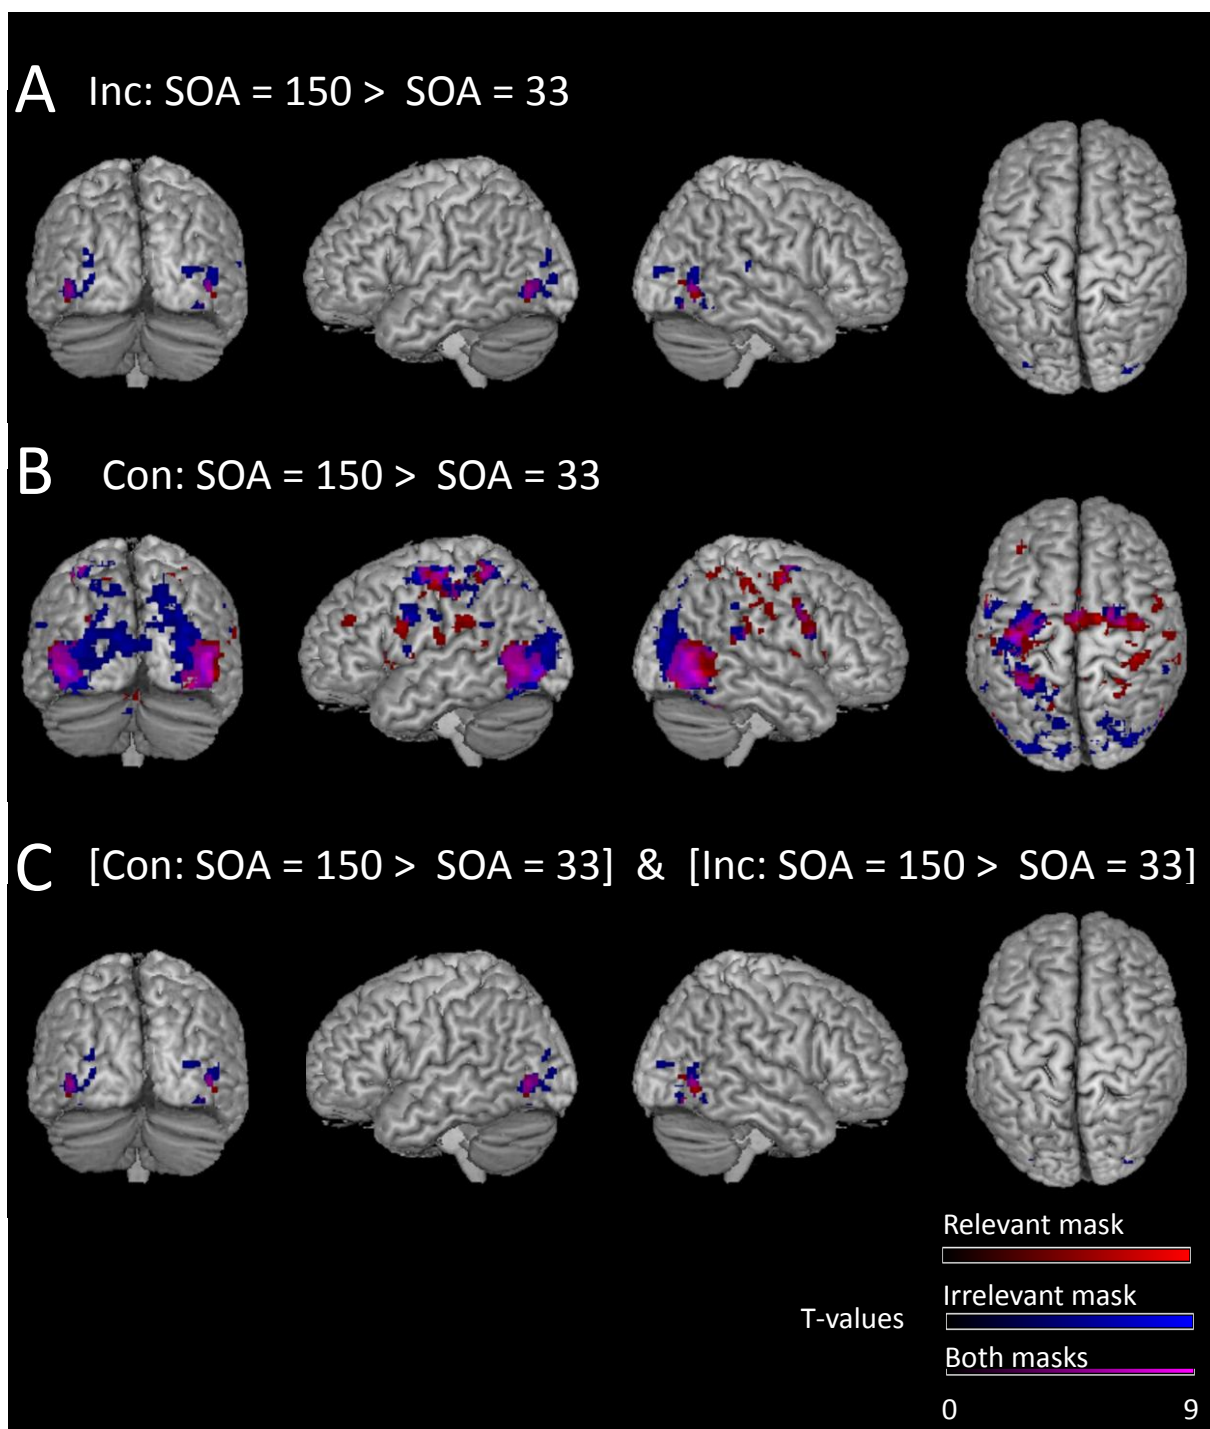 A Inc: SOA = 150 > SOA = 33
B Con: SOA = 150 > SOA = 33
C [Con: SOA = 150 > SOA = 33] & [Inc: SOA = 150 > SOA = 33]
Relevant mask
Irrelevant mask
T-values
Both masks
0 9